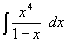 ∫ x⁴/(1 − x) dx